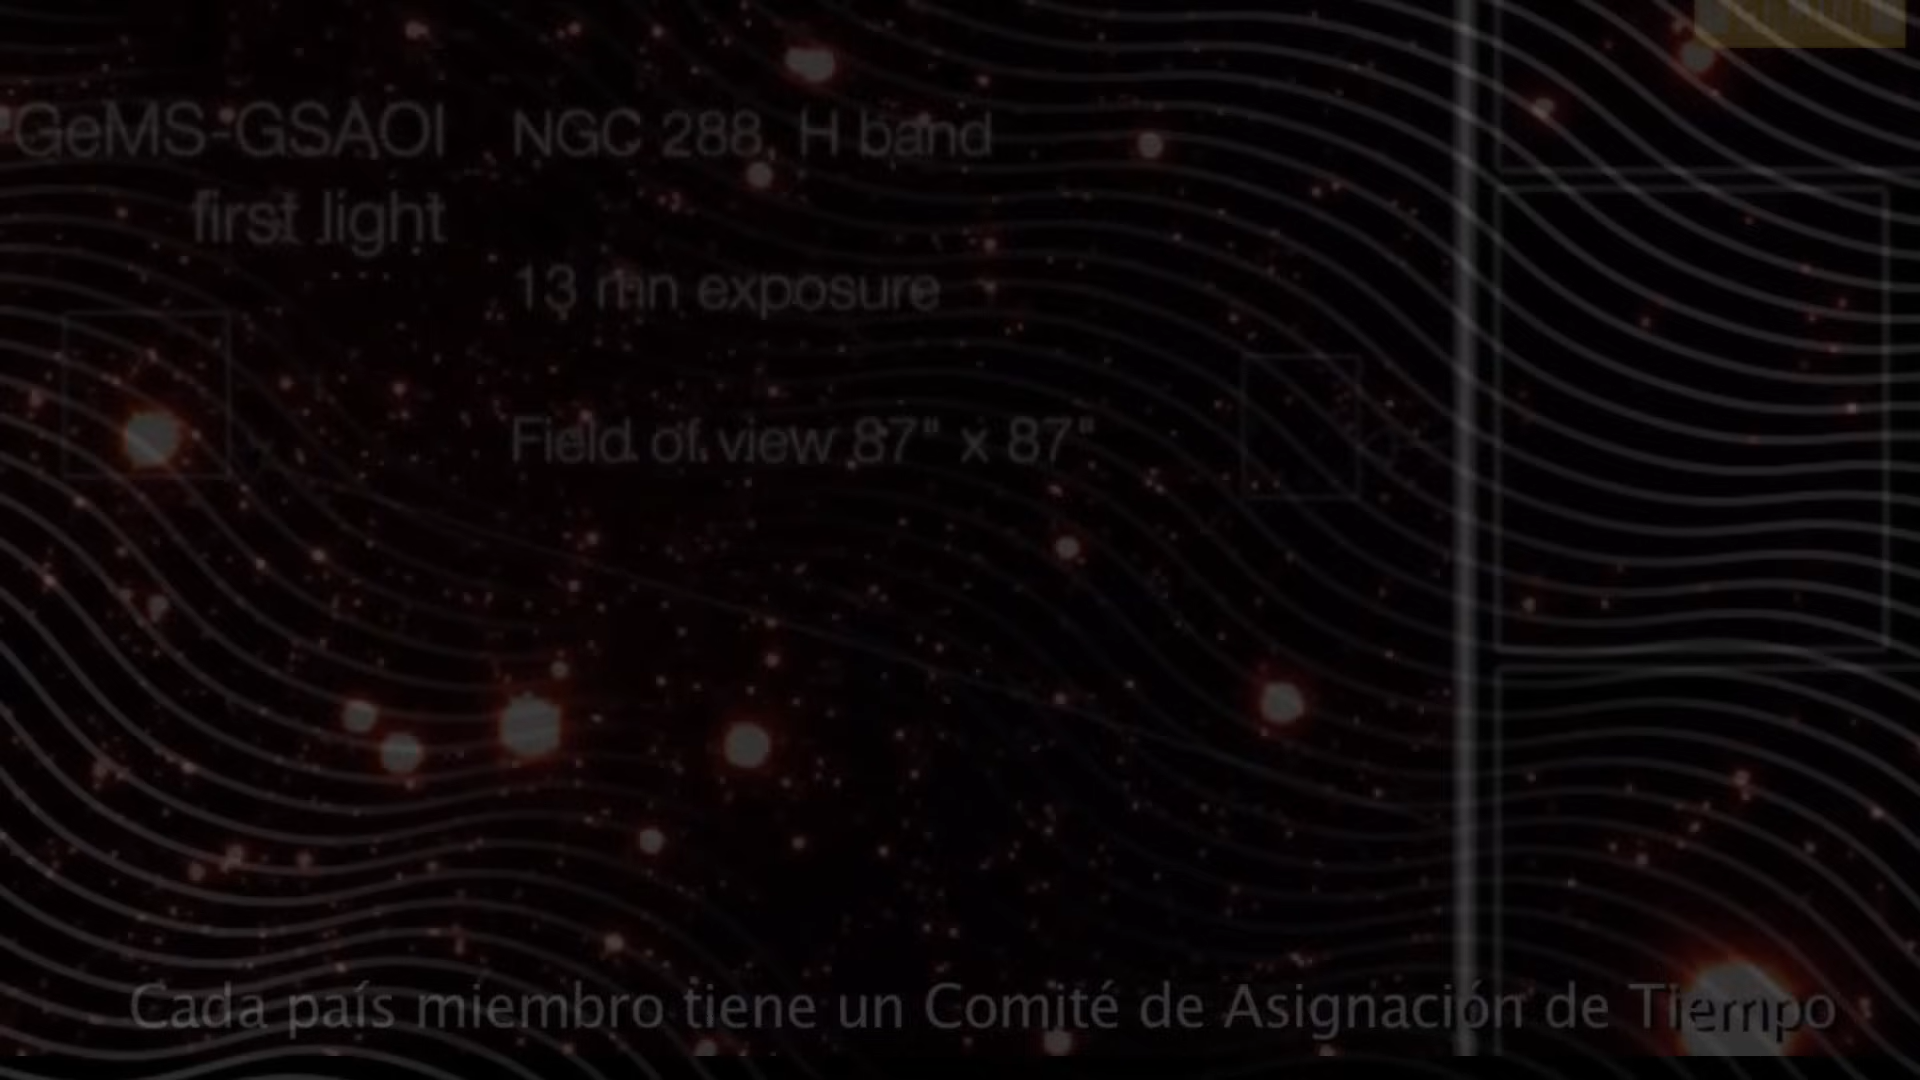 GeMS-GSAOI
first light
NGC 288, H band
13 mn exposure
Field of view 87" x 87"
Cada país miembro tiene un Comité de Asignación de Tiempo